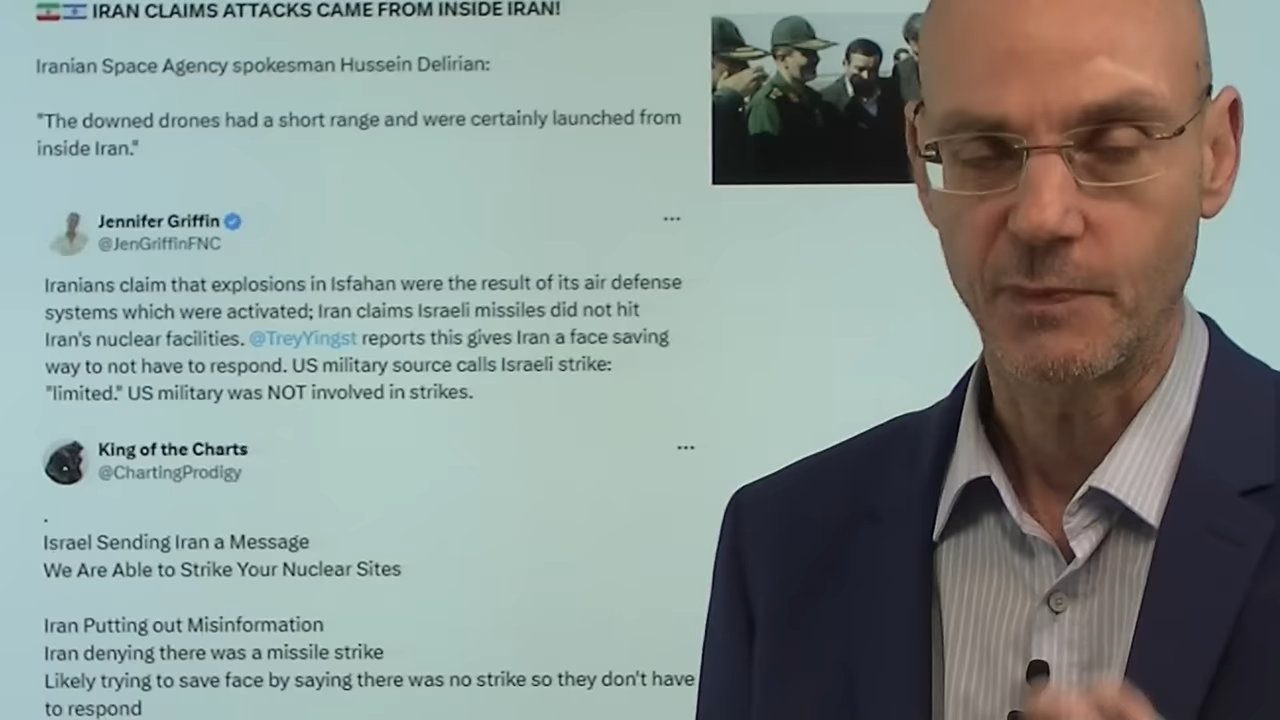 IRAN CLAIMS ATTACKS CAME FROM INSIDE IRAN!
Iranian Space Agency spokesman Hussein Delirian:
"The downed drones had a short range and were certainly launched from
inside Iran."
Jennifer Griffin
@JenGriffinFNC
Iranians claim that explosions in Isfahan were the result of its air defense
systems which were activated; Iran claims Israeli missiles did not hit
Iran's nuclear facilities. @TreyYingst reports this gives Iran a face saving
way to not have to respond. US military source calls Israeli strike:
"limited." US military was NOT involved in strikes.
King of the Charts
@ChartingProdigy
.
Israel Sending Iran a Message
We Are Able to Strike Your Nuclear Sites
Iran Putting out Misinformation
Iran denying there was a missile strike
Likely trying to save face by saying there was no strike so they don't have
to respond